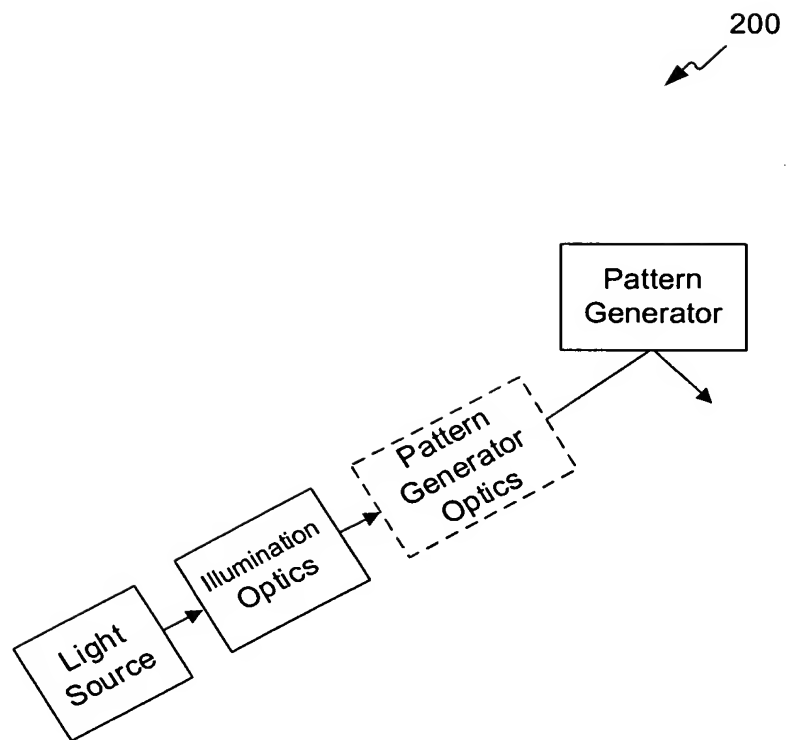 200
Pattern
Generator
Pattern
Generator
Optics
Illumination
Optics
Light
Source